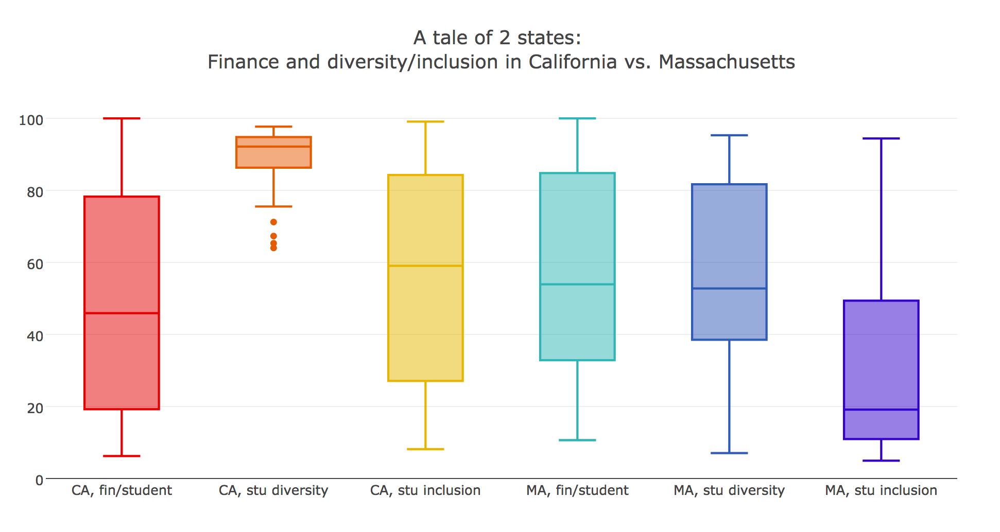 A tale of 2 states:
Finance and diversity/inclusion in California vs. Massachusetts
100
80
60
40
20
0
CA, fin/student
CA, stu diversity
CA, stu inclusion
MA, fin/student
MA, stu diversity
MA, stu inclusion